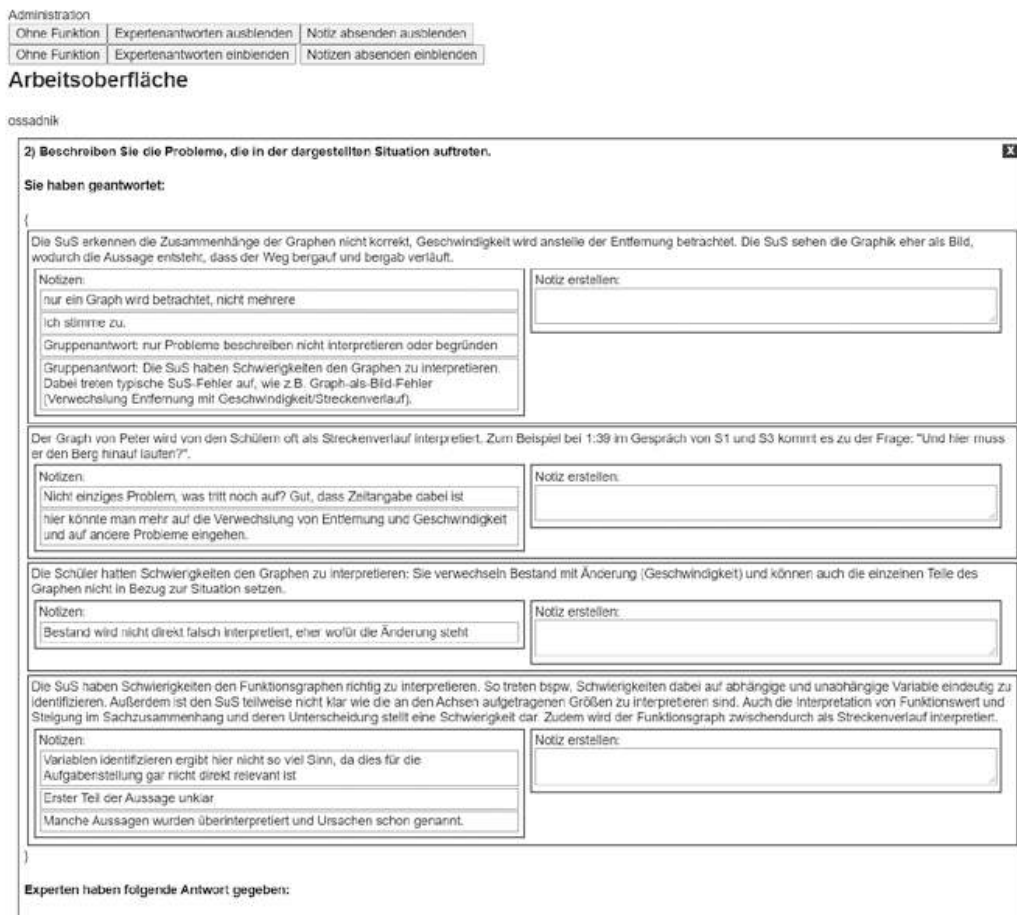 Administration
Ohne Funktion Expertenantworten ausblenden Notiz absenden ausblenden
Ohne Funktion Expertenantworten einblenden Notizen absenden einblenden
Arbeitsoberfläche
ossadnik
2) Beschreiben Sie die Probleme, die in der dargestellten Situation auftreten.
X
Sie haben geantwortet:
{
Die SuS erkennen die Zusammenhänge der Graphen nicht korrekt, Geschwindigkeit wird anstelle der Entfernung betrachtet. Die SuS sehen die Graphik eher als Bild,
wodurch die Aussage entsteht, dass der Weg bergauf und bergab verläuft.
Notizen:
nur ein Graph wird betrachtet, nicht mehrere
Ich stimme zu.
Gruppenantwort: nur Probleme beschreiben nicht interpretieren oder begründen
Gruppenantwort: Die SuS haben Schwierigkeiten den Graphen zu interpretieren.
Dabei treten typische SuS-Fehler auf, wie z.B. Graph-als-Bild-Fehler
(Verwechslung Entfernung mit Geschwindigkeit/Streckenverlauf).
Notiz erstellen:
Der Graph von Peter wird von den Schülern oft als Streckenverlauf interpretiert. Zum Beispiel bei 1:39 im Gespräch von S1 und S3 kommt es zu der Frage: "Und hier muss
er den Berg hinauf laufen?".
Notizen:
Nicht einziges Problem, was tritt noch auf? Gut, dass Zeitangabe dabei ist
hier könnte man mehr auf die Verwechslung von Entfernung und Geschwindigkeit
und auf andere Probleme eingehen.
Notiz erstellen:
Die Schüler hatten Schwierigkeiten den Graphen zu interpretieren: Sie verwechseln Bestand mit Änderung (Geschwindigkeit) und können auch die einzelnen Teile des
Graphen nicht in Bezug zur Situation setzen.
Notizen:
Bestand wird nicht direkt falsch interpretiert, eher wofür die Änderung steht
Notiz erstellen:
Die SuS haben Schwierigkeiten den Funktionsgraphen richtig zu interpretieren. So treten bspw. Schwierigkeiten dabei auf abhängige und unabhängige Variable eindeutig zu
identifizieren. Außerdem ist den SuS teilweise nicht klar wie die an den Achsen aufgetragenen Größen zu interpretieren sind. Auch die Interpretation von Funktionswert und
Steigung im Sachzusammenhang und deren Unterscheidung stellt eine Schwierigkeit dar. Zudem wird der Funktionsgraph zwischendurch als Streckenverlauf interpretiert.
Notizen:
Variablen identifizieren ergibt hier nicht so viel Sinn, da dies für die
Aufgabenstellung gar nicht direkt relevant ist
Erster Teil der Aussage unklar
Manche Aussagen wurden überinterpretiert und Ursachen schon genannt.
Notiz erstellen:
}
Experten haben folgende Antwort gegeben: